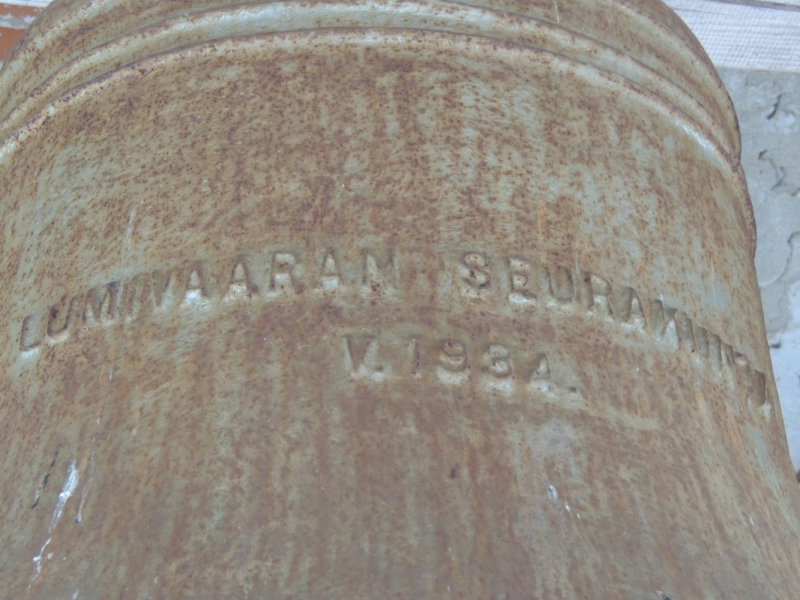 LUMIVAARAN SEURAKUNTA
V. 1934.